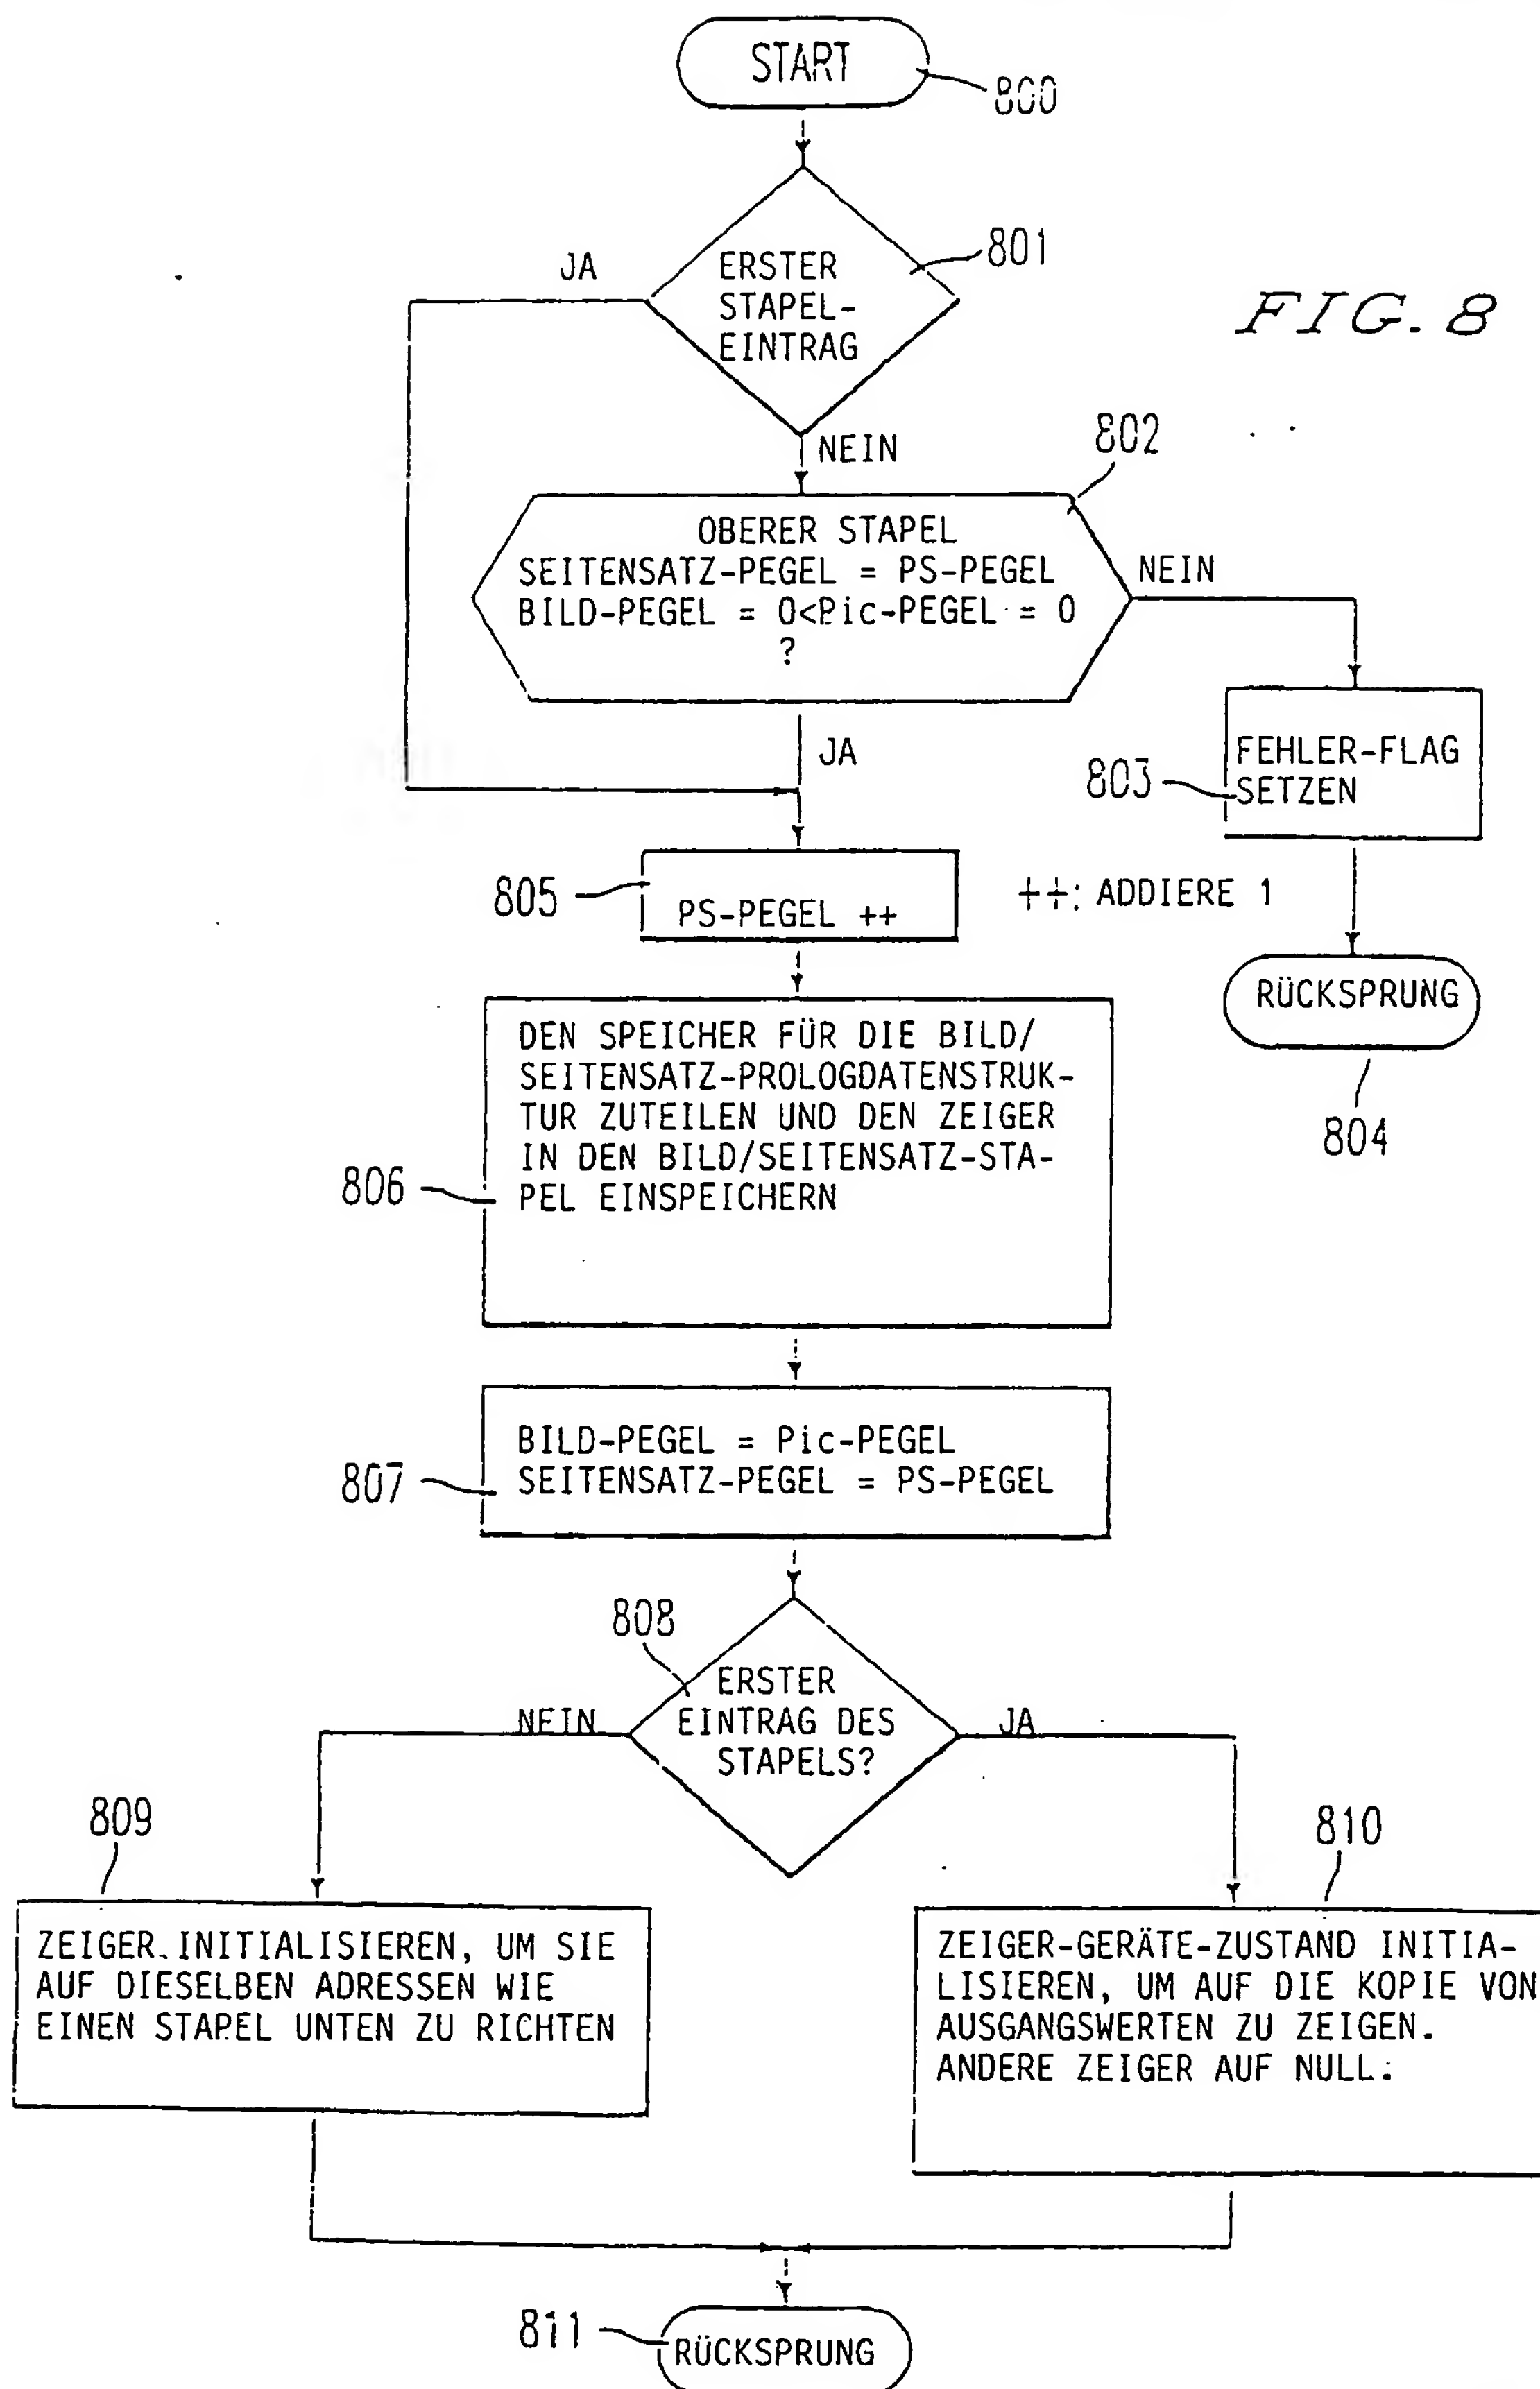 START
800
JA
ERSTER
STAPEL-
EINTRAG
801
FIG. 8
NEIN
802
OBERER STAPEL
SEITENSATZ-PEGEL = PS-PEGEL
BILD-PEGEL = 0<Pic-PEGEL = 0
?
NEIN
JA
803
FEHLER-FLAG
SETZEN
805
PS-PEGEL ++
++: ADDIERE 1
RÜCKSPRUNG
804
DEN SPEICHER FÜR DIE BILD/
SEITENSATZ-PROLOGDATENSTRUK-
TUR ZUTEILEN UND DEN ZEIGER
IN DEN BILD/SEITENSATZ-STA-
PEL EINSPEICHERN
806
BILD-PEGEL = Pic-PEGEL
SEITENSATZ-PEGEL = PS-PEGEL
807
808
ERSTER
EINTRAG DES
STAPELS?
NEIN
JA
809
810
ZEIGER INITIALISIEREN, UM SIE
AUF DIESELBEN ADRESSEN WIE
EINEN STAPEL UNTEN ZU RICHTEN
ZEIGER-GERÄTE-ZUSTAND INITIA-
LISIEREN, UM AUF DIE KOPIE VON
AUSGANGSWERTEN ZU ZEIGEN.
ANDERE ZEIGER AUF NULL.
811
RÜCKSPRUNG